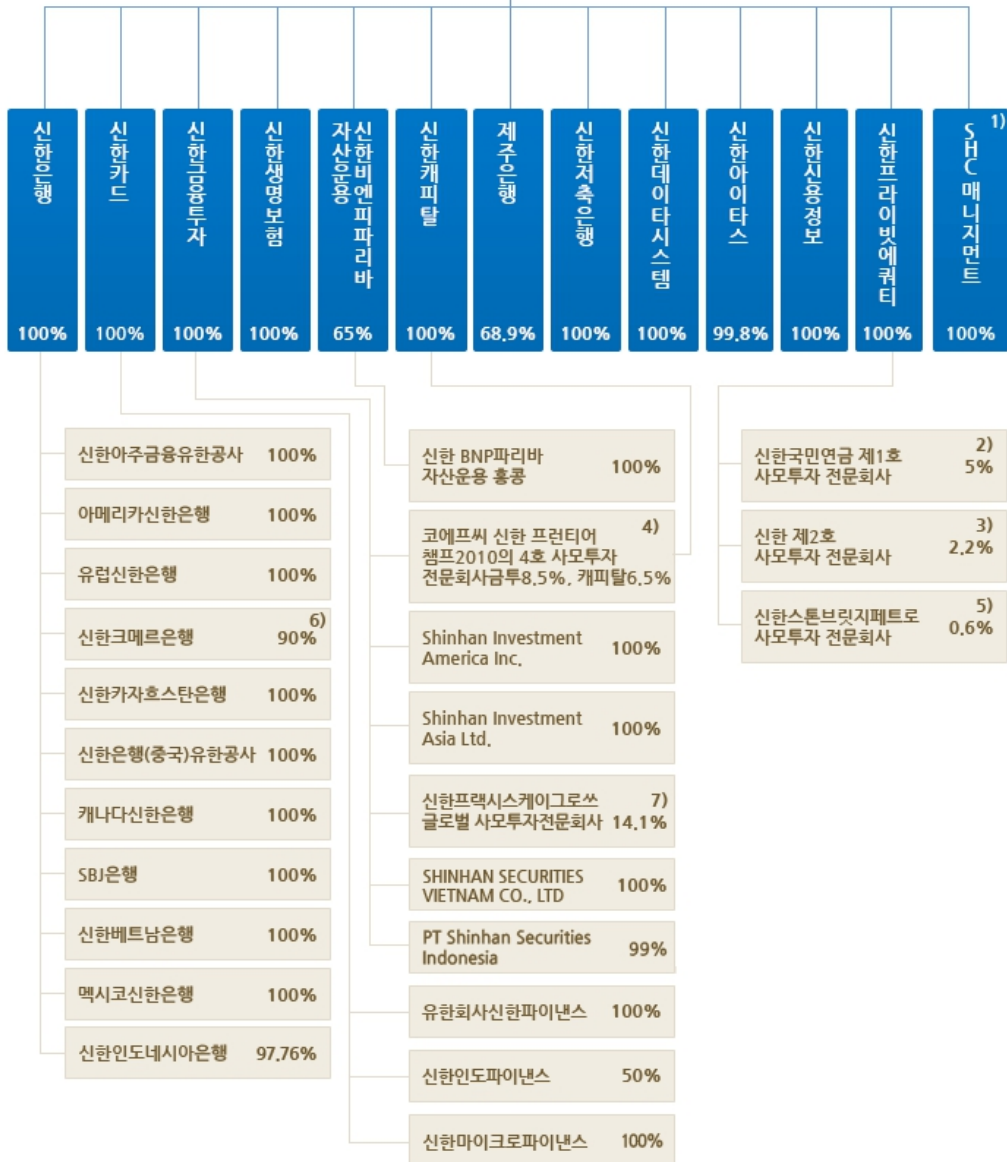 신한은행
100%
신한카드
100%
신한금융투자
100%
신한생명보험
100%
신한비엔피파리바
자산운용
65%
신한캐피탈
100%
제주은행
68.9%
신한저축은행
100%
신한데이타시스템
100%
신한아이타스
99.8%
신한신용정보
100%
신한프라이빗에쿼티
100%
1)
SHC 매니지먼트
100%
신한아주금융유한공사 100%
아메리카신한은행 100%
유럽신한은행 100%
6)
신한크메르은행 90%
신한카자흐스탄은행 100%
신한은행(중국)유한공사 100%
캐나다신한은행 100%
SBJ은행 100%
신한베트남은행 100%
멕시코신한은행 100%
신한인도네시아은행 97.76%
신한 BNP파리바
자산운용 홍콩 100%
코에프씨 신한 프런티어 4)
챔프2010의 4호 사모투자
전문회사금투8.5%, 캐피탈6.5%
Shinhan Investment
America Inc. 100%
Shinhan Investment
Asia Ltd. 100%
신한프랙시스케이그로쓰 7)
글로벌 사모투자전문회사 14.1%
SHINHAN SECURITIES
VIETNAM CO., LTD 100%
PT Shinhan Securities
Indonesia 99%
유한회사신한파이낸스 100%
신한인도파이낸스 50%
신한마이크로파이낸스 100%
신한국민연금 제1호 2)
사모투자 전문회사 5%
신한 제2호 3)
사모투자 전문회사 2.2%
신한스톤브릿지페트로 5)
사모투자 전문회사 0.6%